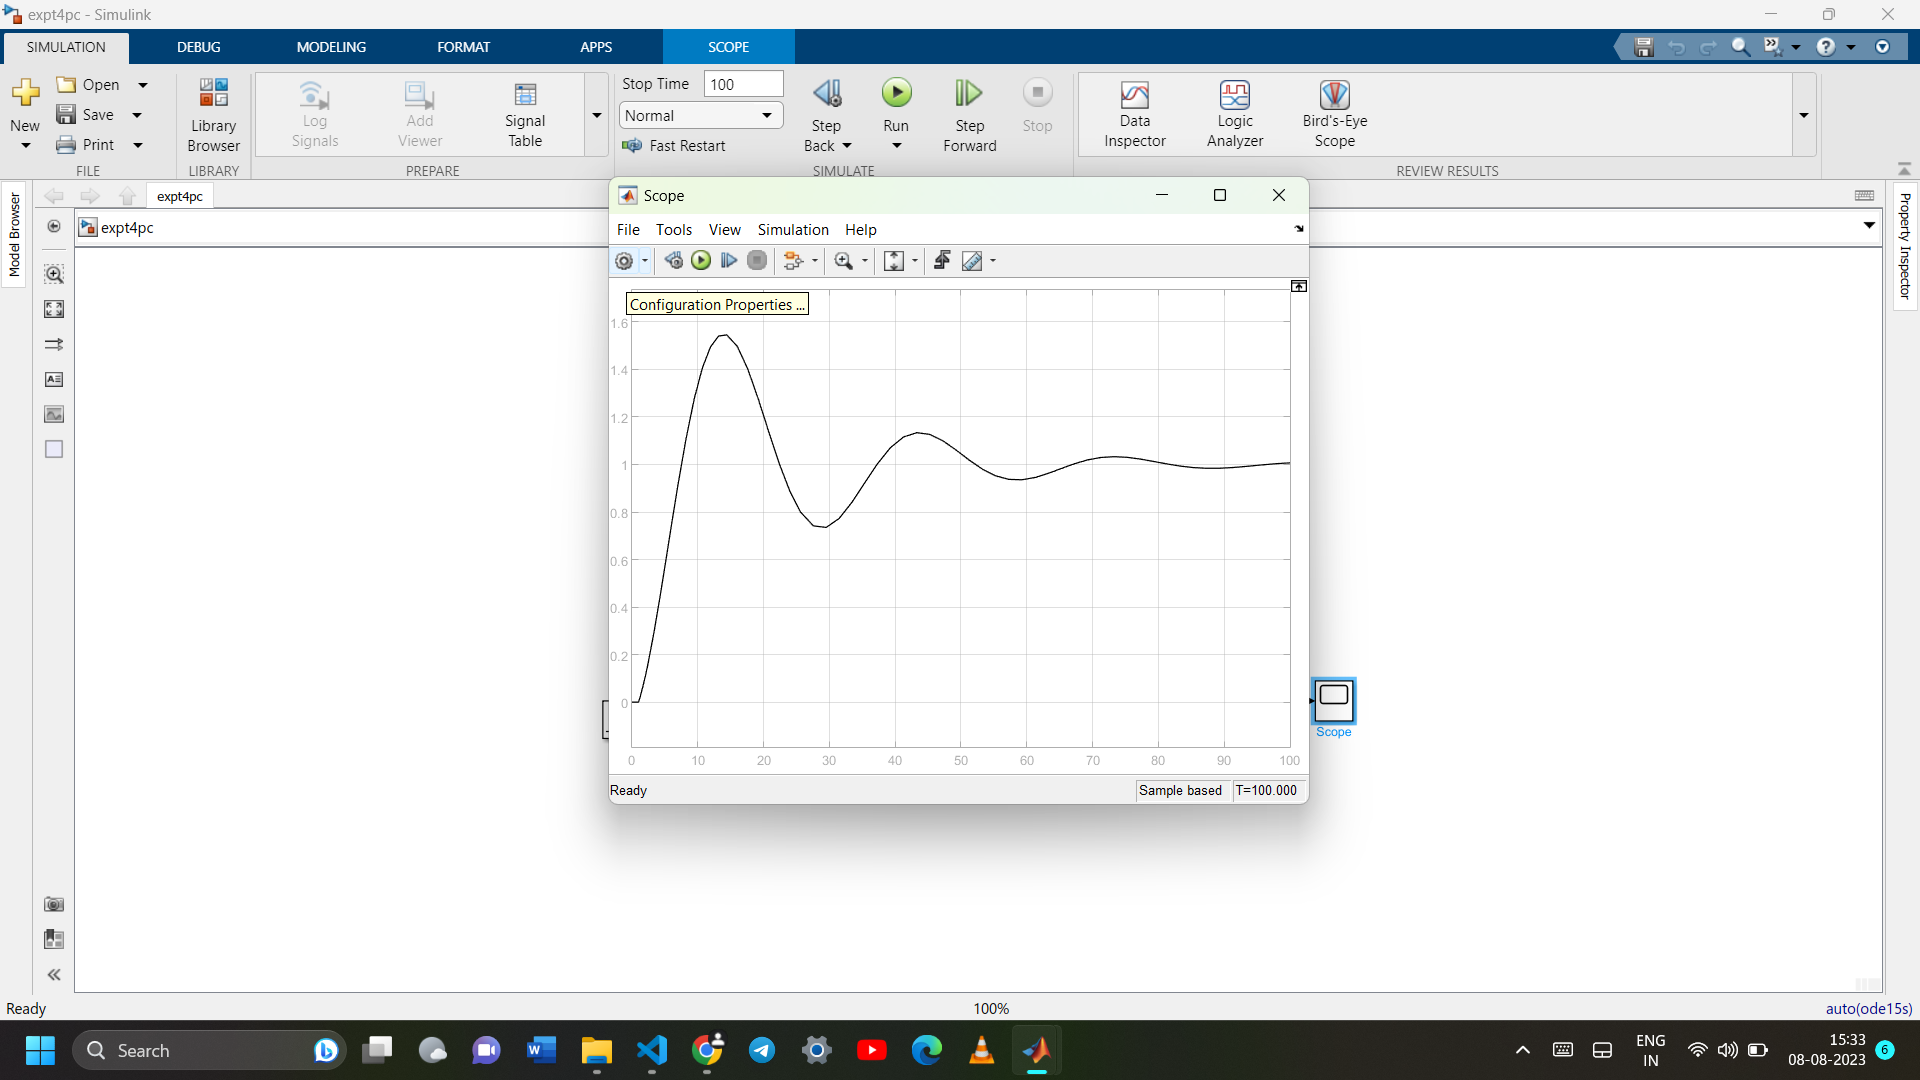 expt4pc - Simulink
SIMULATION DEBUG MODELING FORMAT APPS SCOPE
New
Open
Save
Print
FILE
Library Browser
LIBRARY
Log Signals
Add Viewer
Signal Table
PREPARE
Stop Time 100
Normal
Fast Restart
Step Back
Run
Step Forward
Stop
SIMULATE
Data Inspector
Logic Analyzer
Bird's-Eye Scope
REVIEW RESULTS
Model Browser
expt4pc
expt4pc
Property Inspector
Scope
File Tools View Simulation Help
Configuration Properties ...
1.6
1.4
1.2
1
0.8
0.6
0.4
0.2
0
0 10 20 30 40 50 60 70 80 90 100
Ready Sample based T=100.000
Scope
Ready 100% auto(ode15s)
Search
ENG
IN
15:33
08-08-2023
6